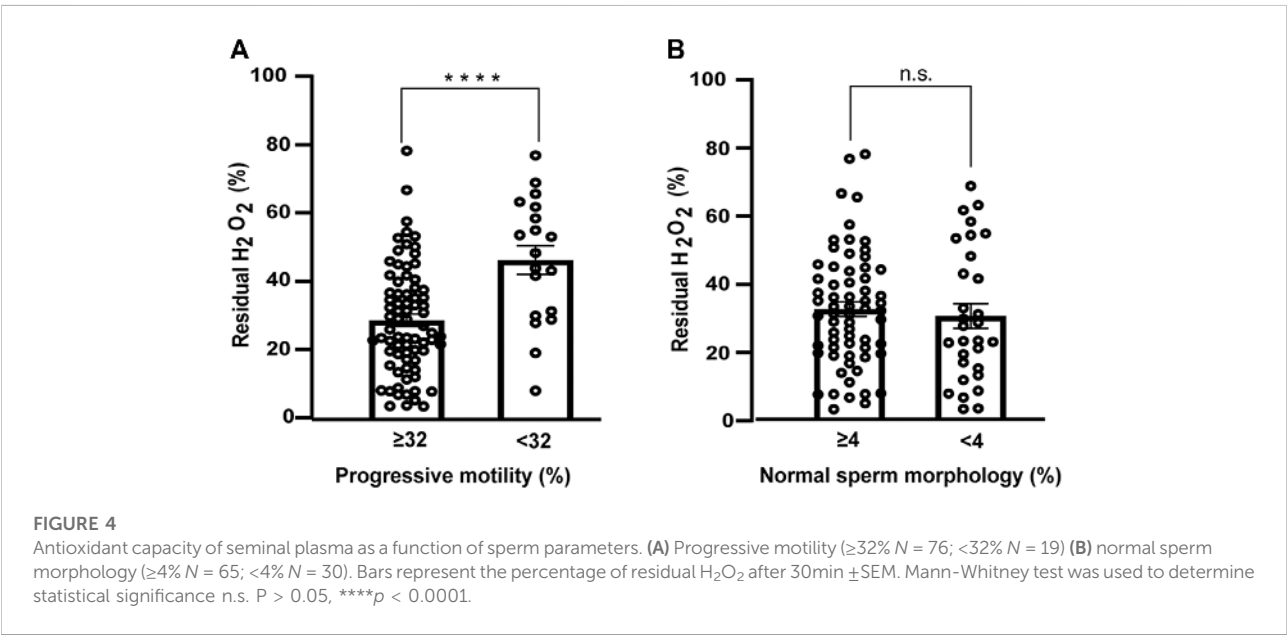 A
B
100
80
60
40
20
0
Residual H2O2 (%)
****
≥32
<32
Progressive motility (%)
100
80
60
40
20
0
Residual H2O2 (%)
n.s.
≥4
<4
Normal sperm morphology (%)
FIGURE 4
Antioxidant capacity of seminal plasma as a function of sperm parameters. (A) Progressive motility (≥32% N = 76; <32% N = 19) (B) normal sperm
morphology (≥4% N = 65; <4% N = 30). Bars represent the percentage of residual H₂O₂ after 30min ±SEM. Mann-Whitney test was used to determine
statistical significance n.s. P > 0.05, ****p < 0.0001.